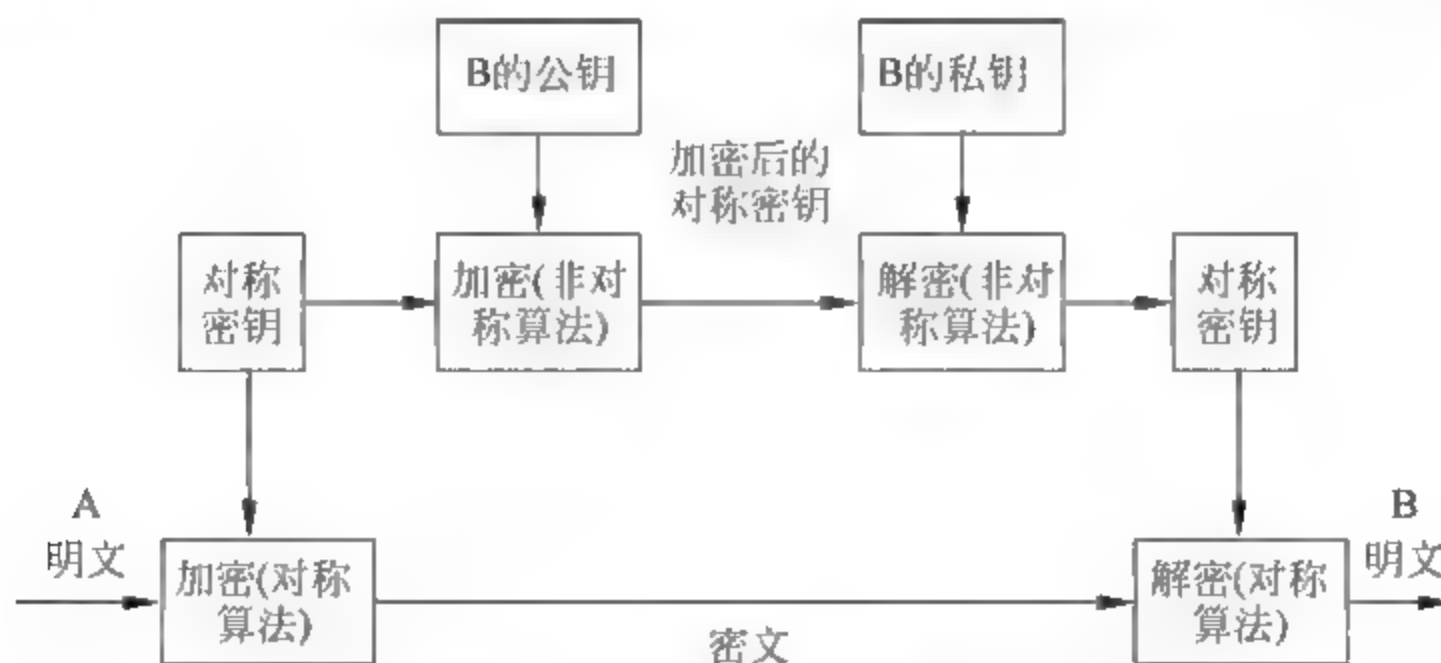 B的公钥
B的私钥
加密后的
对称密钥
对称
密钥
加密(非对
称算法)
解密(非对
称算法)
对称
密钥
A
明文
加密(对称
算法)
密文
解密(对称
算法)
B
明文